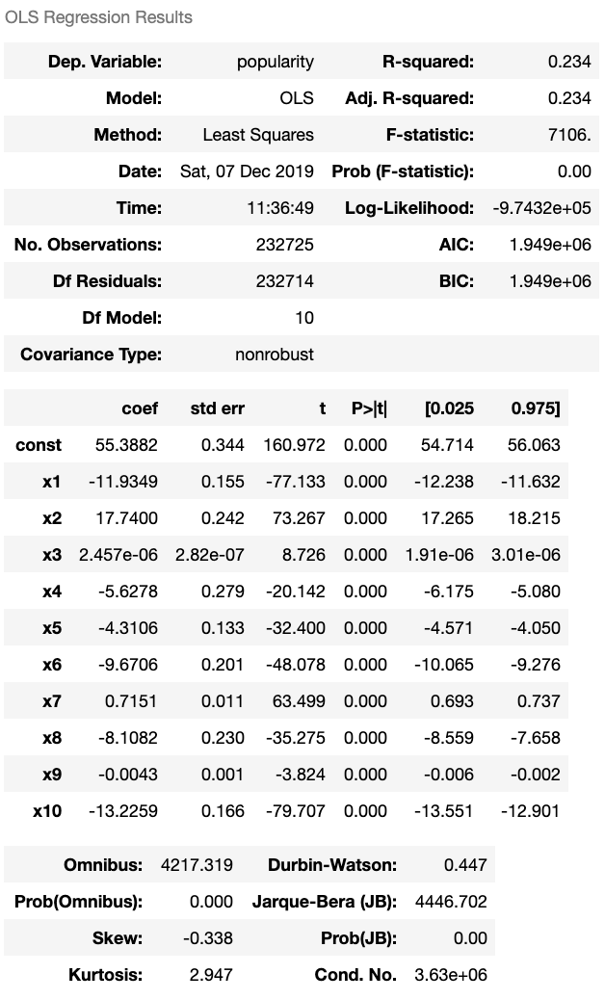 OLS Regression Results
Dep. Variable: popularity R-squared: 0.234
Model: OLS Adj. R-squared: 0.234
Method: Least Squares F-statistic: 7106.
Date: Sat, 07 Dec 2019 Prob (F-statistic): 0.00
Time: 11:36:49 Log-Likelihood: -9.7432e+05
No. Observations: 232725 AIC: 1.949e+06
Df Residuals: 232714 BIC: 1.949e+06
Df Model: 10
Covariance Type: nonrobust
coef std err t P>|t| [0.025 0.975]
const 55.3882 0.344 160.972 0.000 54.714 56.063
x1 -11.9349 0.155 -77.133 0.000 -12.238 -11.632
x2 17.7400 0.242 73.267 0.000 17.265 18.215
x3 2.457e-06 2.82e-07 8.726 0.000 1.91e-06 3.01e-06
x4 -5.6278 0.279 -20.142 0.000 -6.175 -5.080
x5 -4.3106 0.133 -32.400 0.000 -4.571 -4.050
x6 -9.6706 0.201 -48.078 0.000 -10.065 -9.276
x7 0.7151 0.011 63.499 0.000 0.693 0.737
x8 -8.1082 0.230 -35.275 0.000 -8.559 -7.658
x9 -0.0043 0.001 -3.824 0.000 -0.006 -0.002
x10 -13.2259 0.166 -79.707 0.000 -13.551 -12.901
Omnibus: 4217.319 Durbin-Watson: 0.447
Prob(Omnibus): 0.000 Jarque-Bera (JB): 4446.702
Skew: -0.338 Prob(JB): 0.00
Kurtosis: 2.947 Cond. No. 3.63e+06